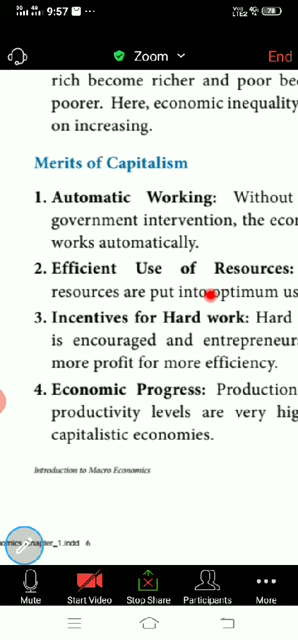 9:57
Zoom
End
rich become richer and poor be
poorer. Here, economic inequality
on increasing.
Merits of Capitalism
1. Automatic Working: Without
government intervention, the eco
works automatically.
2. Efficient Use of Resources:
resources are put into optimum us
3. Incentives for Hard work: Hard
is encouraged and entrepreneur
more profit for more efficiency.
4. Economic Progress: Production
productivity levels are very hig
capitalistic economies.
Introduction to Macro Economics
omics Chapter_1.indd 6
Mute Start Video Stop Share Participants More